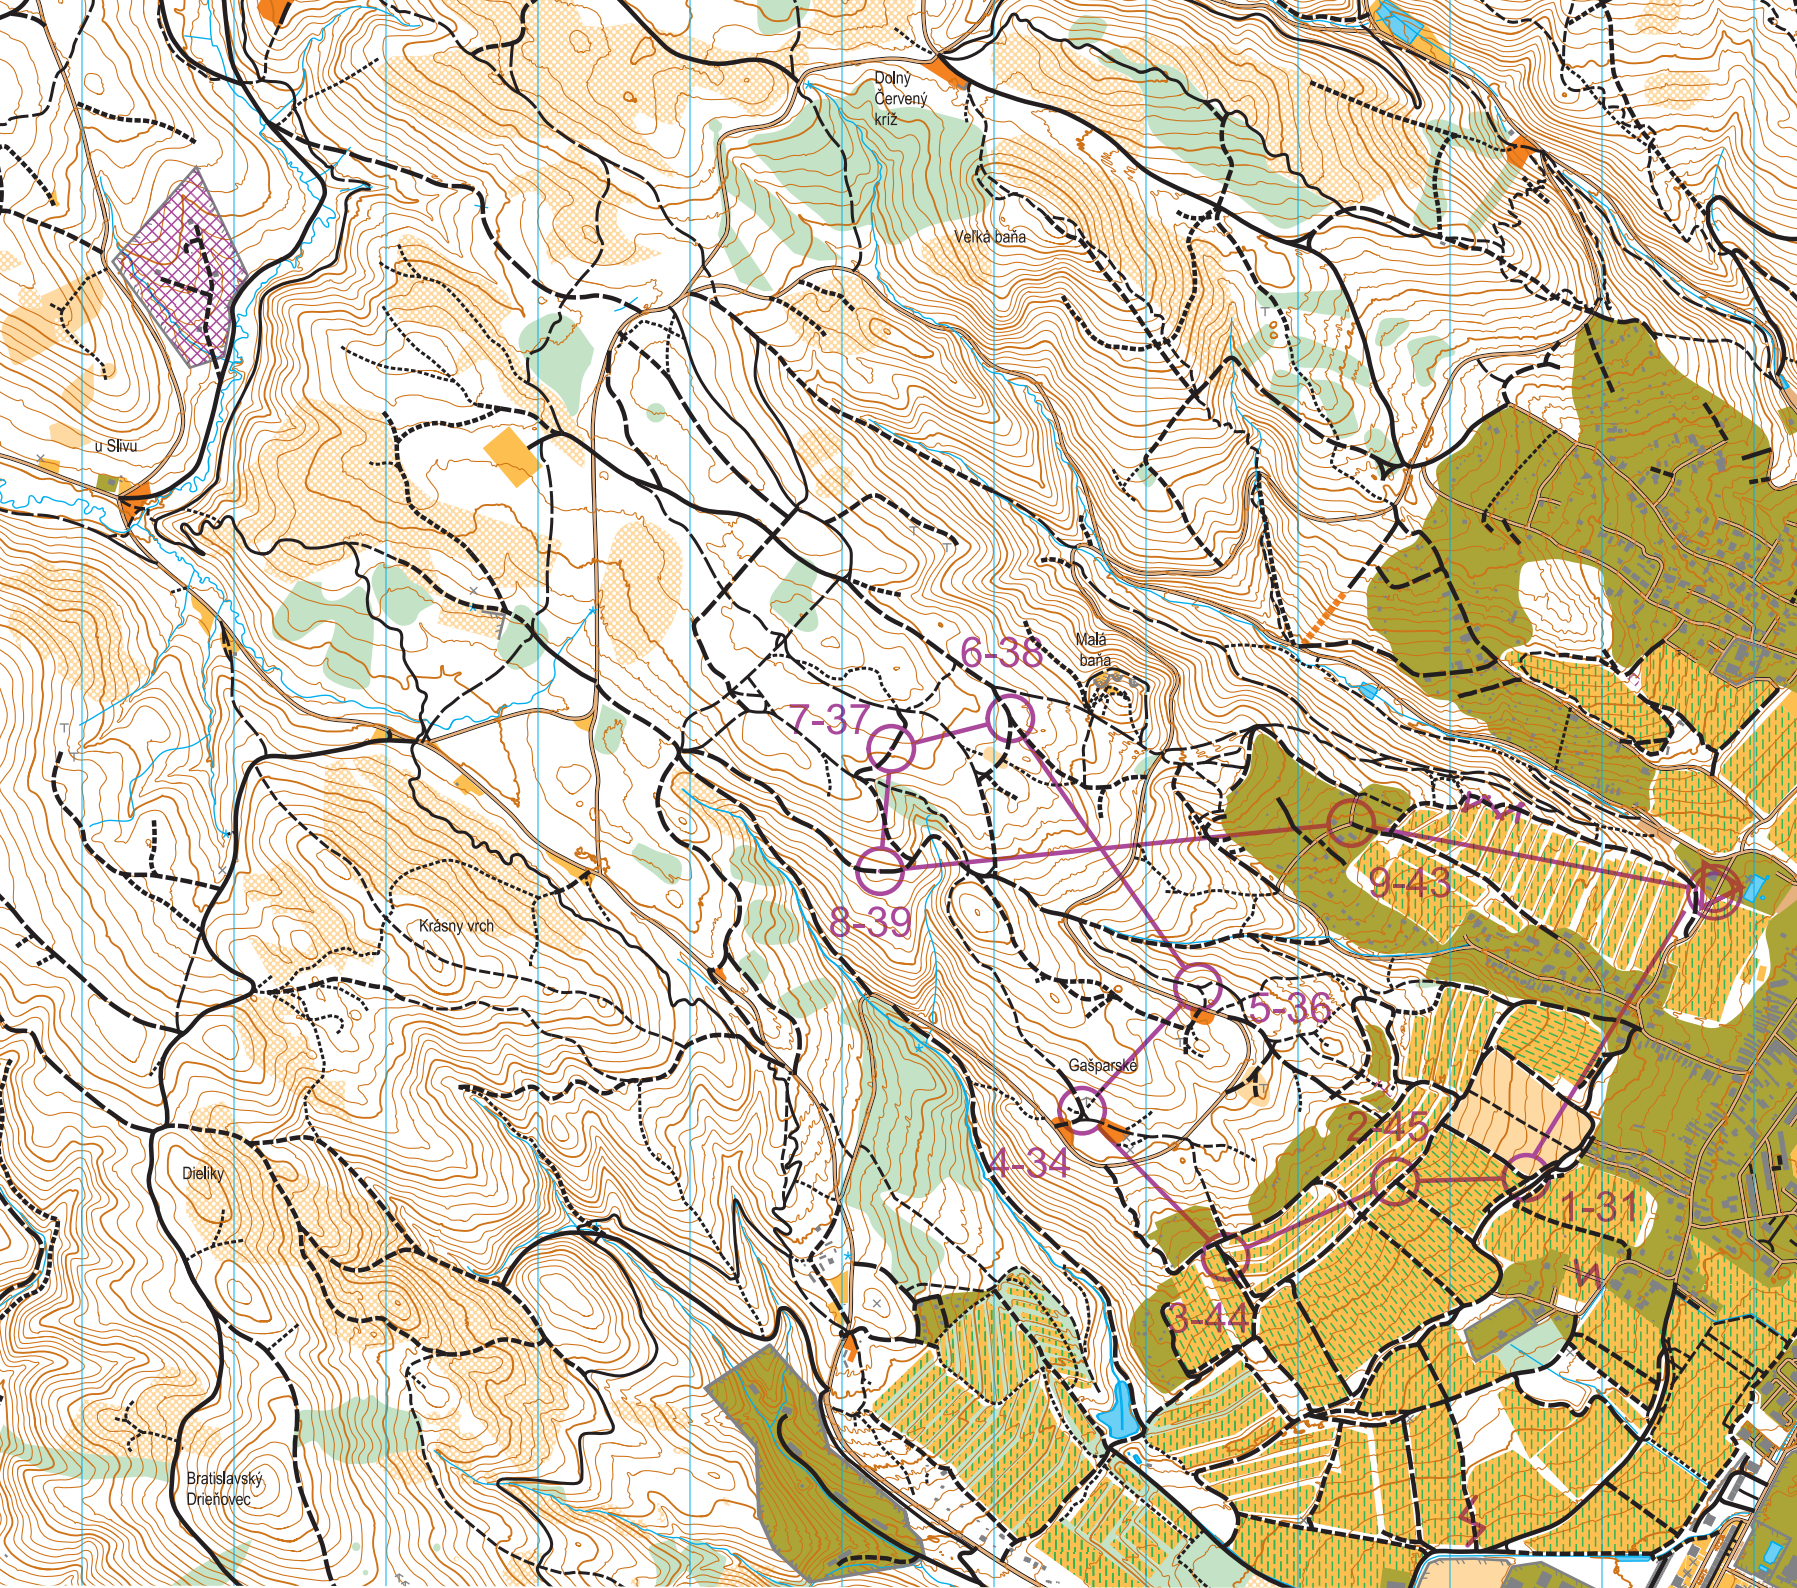 Dolný
Červený
kríž
Veľká baňa
u Slivu
Malá
baňa
6-38
7-37
9-43
8-39
Krásny vrch
5-36
Gašparské
2-45
4-34
Dieliky
1-31
3-44
Bratislavský
Drieňovec